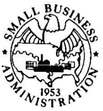 SMALL BUSINESS
1953
ADMINISTRATION